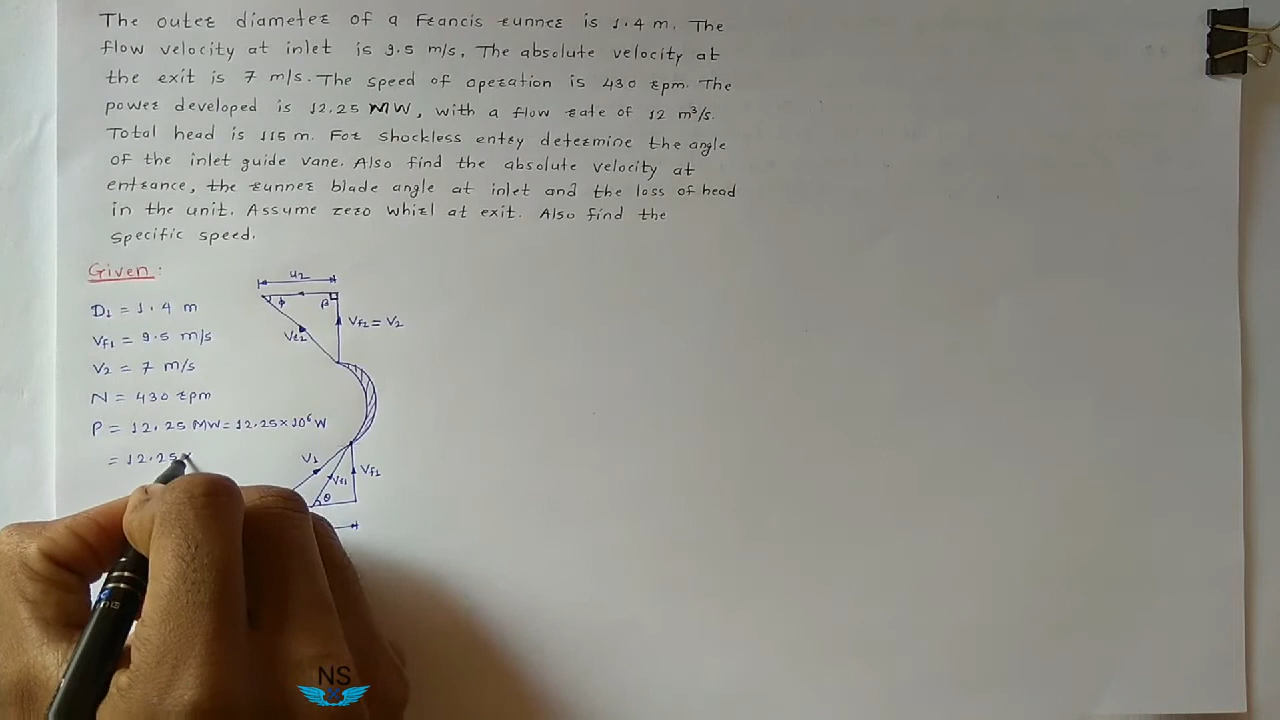 The outer diameter of a Francis runner is 1.4 m. The
flow velocity at inlet is 9.5 m/s. The absolute velocity at
the exit is 7 m/s. The speed of operation is 430 rpm. The
power developed is 12.25 MW, with a flow rate of 12 m³/s.
Total head is 115 m. For shockless entry determine the angle
of the inlet guide vane. Also find the absolute velocity at
entrance, the runner blade angle at inlet and the loss of head
in the unit. Assume zero whirl at exit. Also find the
specific speed.
Given:
D₁ = 1.4 m
Vf1 = 9.5 m/s
V₂ = 7 m/s
N = 430 rpm
P = 12.25 MW = 12.25 × 10⁶ W
= 12.25 ×
u₂
Φ
β
Vr2
Vf2 = V₂
V₁
Vr1
Vf1
θ
NS